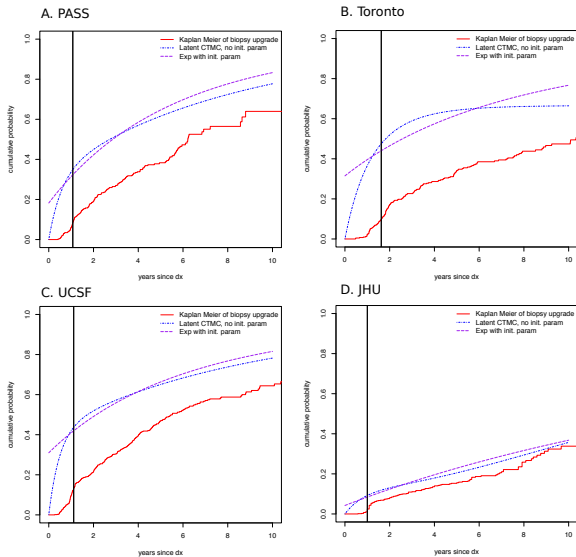 A. PASS
Kaplan Meier of biopsy upgrade
Latent CTMC, no init. param
Exp with init. param
cumulative probability
1.0
0.8
0.6
0.4
0.2
0.0
0 2 4 6 8 10
years since dx
B. Toronto
Kaplan Meier of biopsy upgrade
Latent CTMC, no init. param
Exp with init. param
cumulative probability
1.0
0.8
0.6
0.4
0.2
0.0
0 2 4 6 8 10
years since dx
C. UCSF
Kaplan Meier of biopsy upgrade
Latent CTMC, no init. param
Exp with init. param
cumulative probability
1.0
0.8
0.6
0.4
0.2
0.0
0 2 4 6 8 10
years since dx
D. JHU
Kaplan Meier of biopsy upgrade
Latent CTMC, no init. param
Exp with init. param
cumulative probability
1.0
0.8
0.6
0.4
0.2
0.0
0 2 4 6 8 10
years since dx